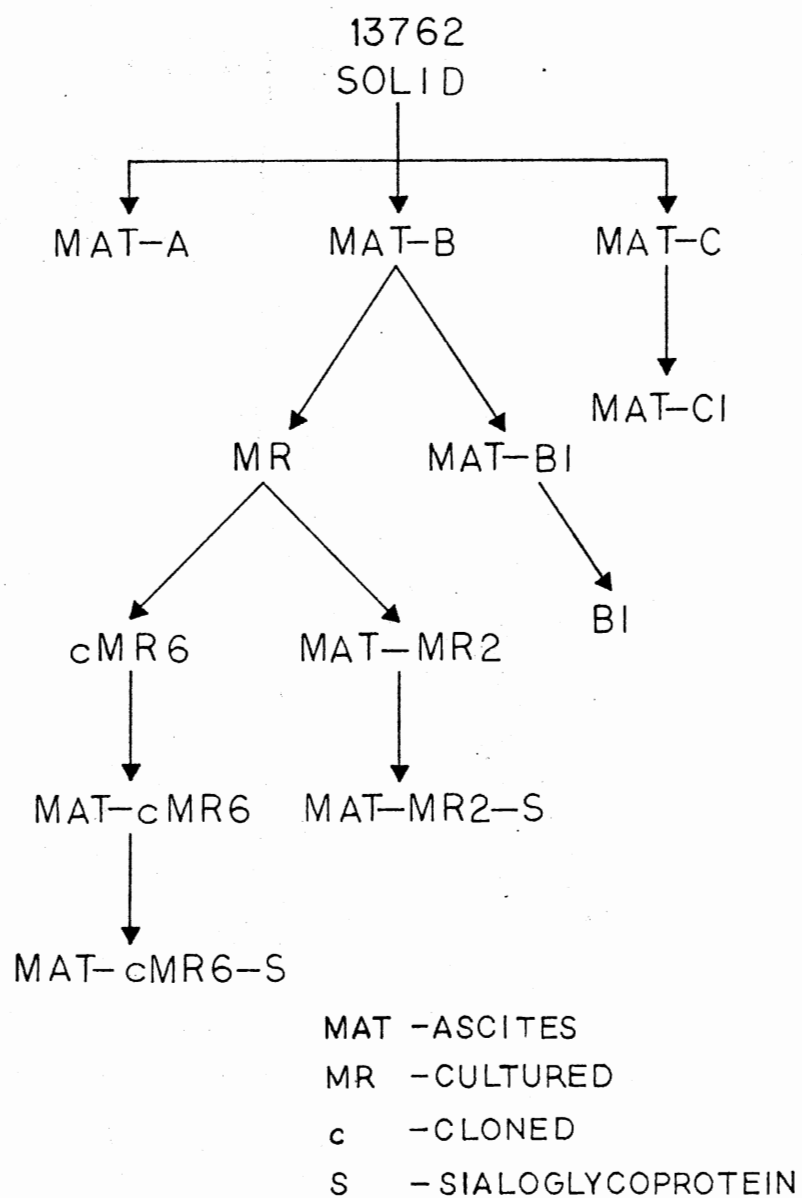 13762
SOLID
MAT-A MAT-B MAT-C
MAT-C1
MR MAT-B1
B1
cMR6 MAT-MR2
MAT-cMR6 MAT-MR2-S
MAT-cMR6-S
MAT -ASCITES
MR -CULTURED
c -CLONED
S -SIALOGLYCOPROTEIN